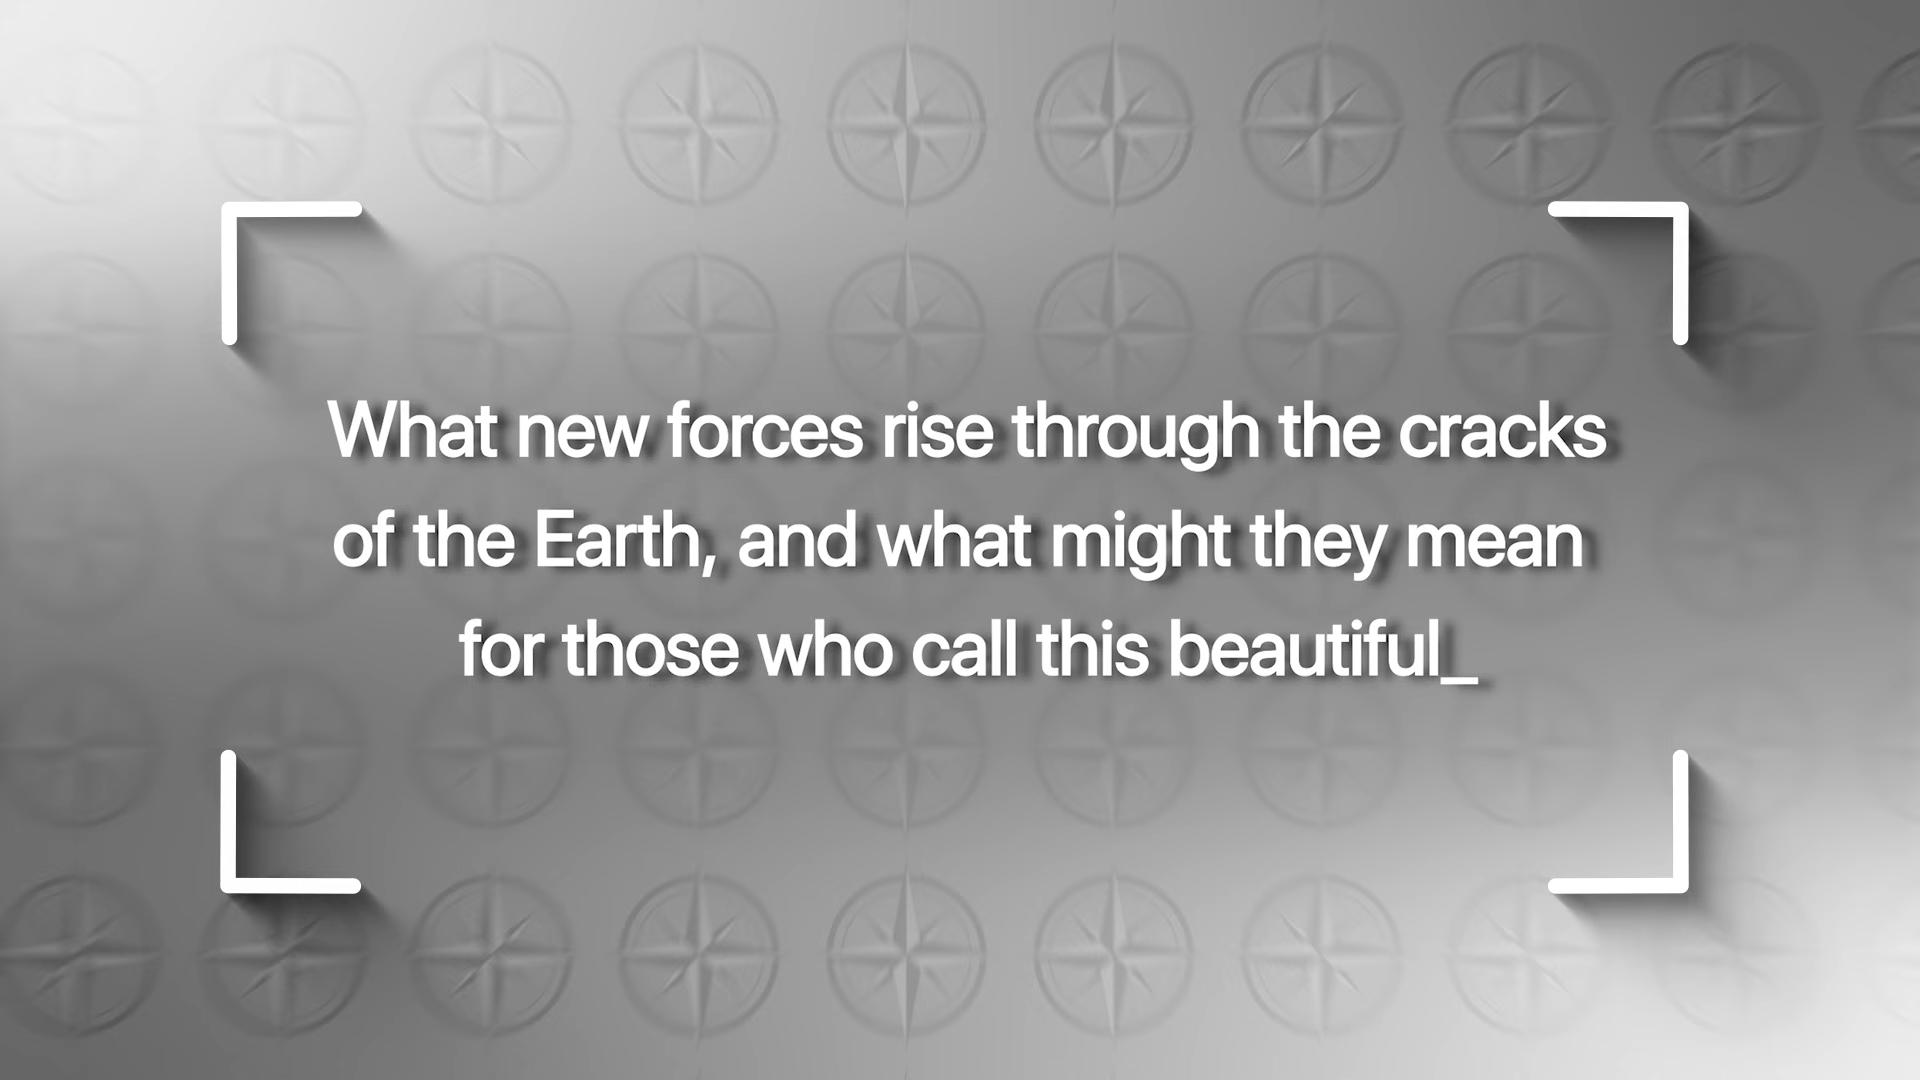 What new forces rise through the cracks
of the Earth, and what might they mean
for those who call this beautiful_